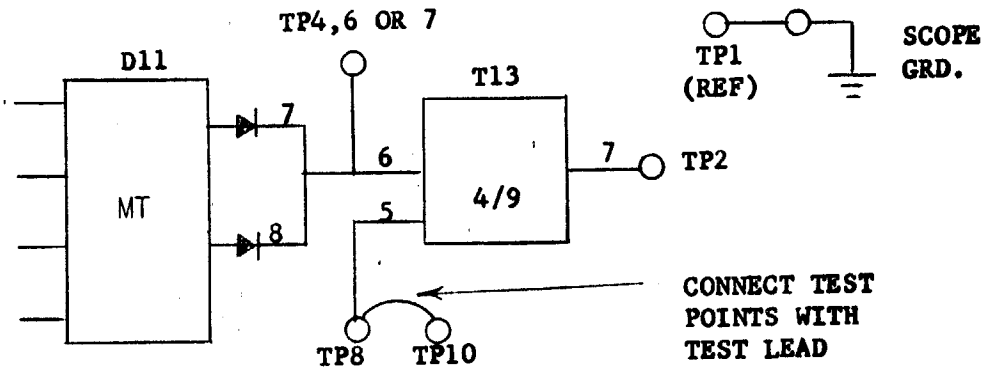 TP4,6 OR 7
D11
T13
TP1
(REF)
SCOPE
GRD.
7
6
MT
4/9
7
TP2
5
8
CONNECT TEST
POINTS WITH
TEST LEAD
TP8
TP10